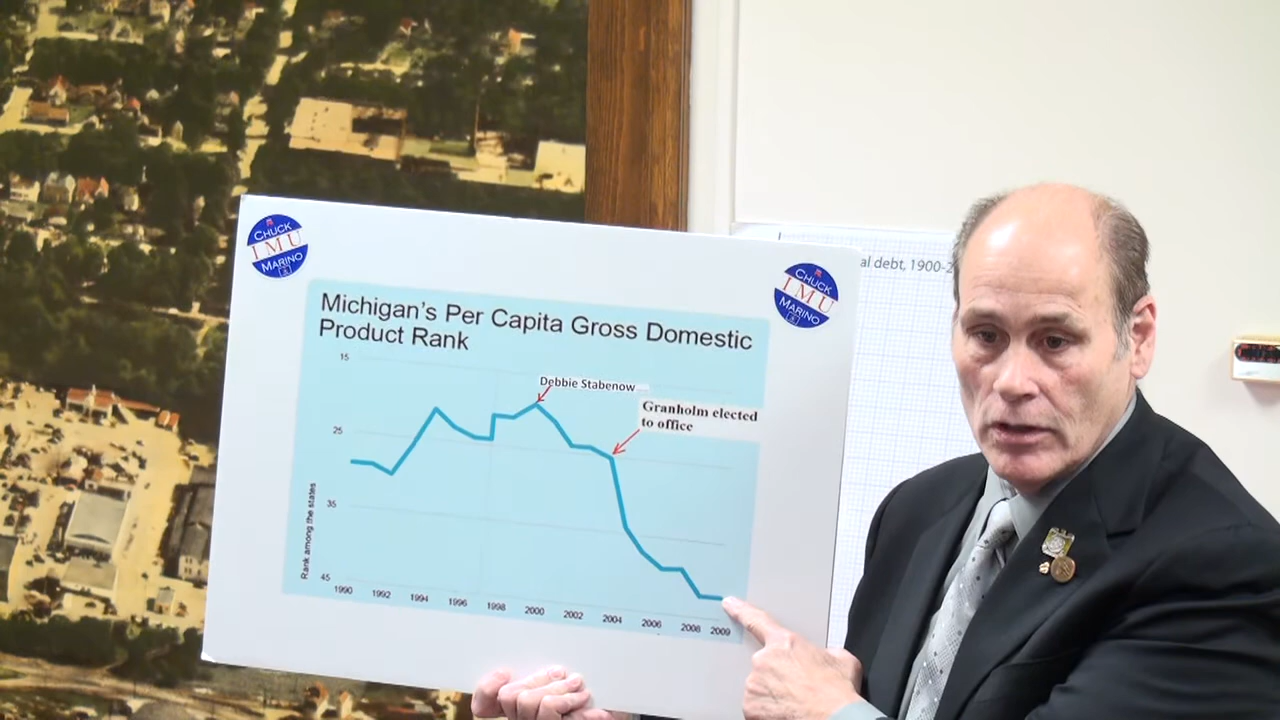 CHUCK
IMU
MARINO
CHUCK
IMU
MARINO
al debt, 1900-2
Michigan's Per Capita Gross Domestic
Product Rank
15
Debbie Stabenow
Granholm elected
to office
25
35
Rank among the states
45
1990 1992 1994 1996 1998 2000 2002 2004 2006 2008 2009